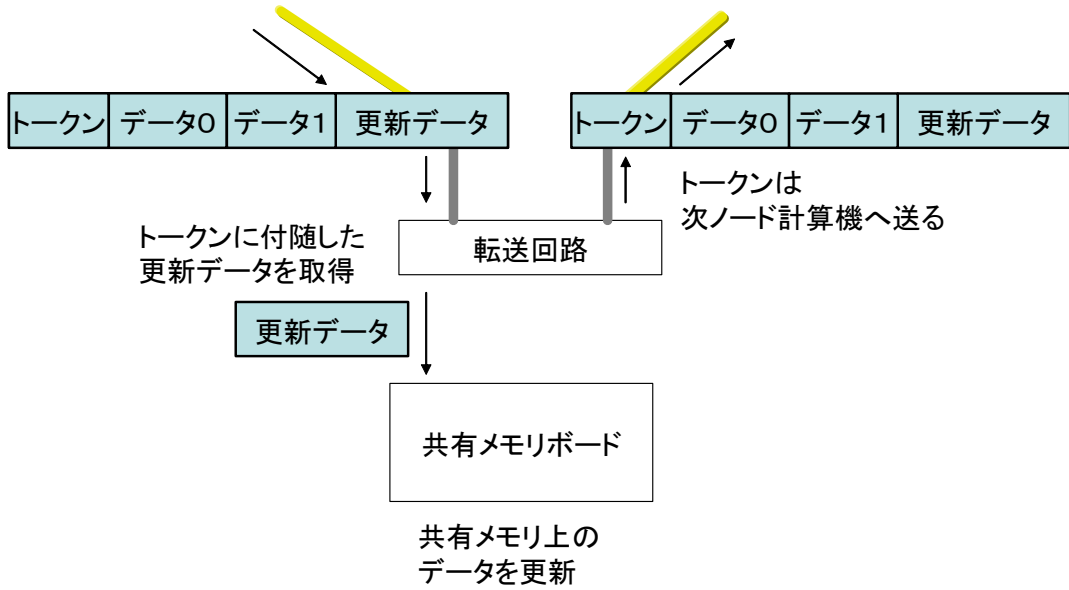 トークン データ0 データ1 更新データ
トークン データ0 データ1 更新データ
トークンは
次ノード計算機へ送る
トークンに付随した
更新データを取得
転送回路
更新データ
共有メモリボード
共有メモリ上の
データを更新